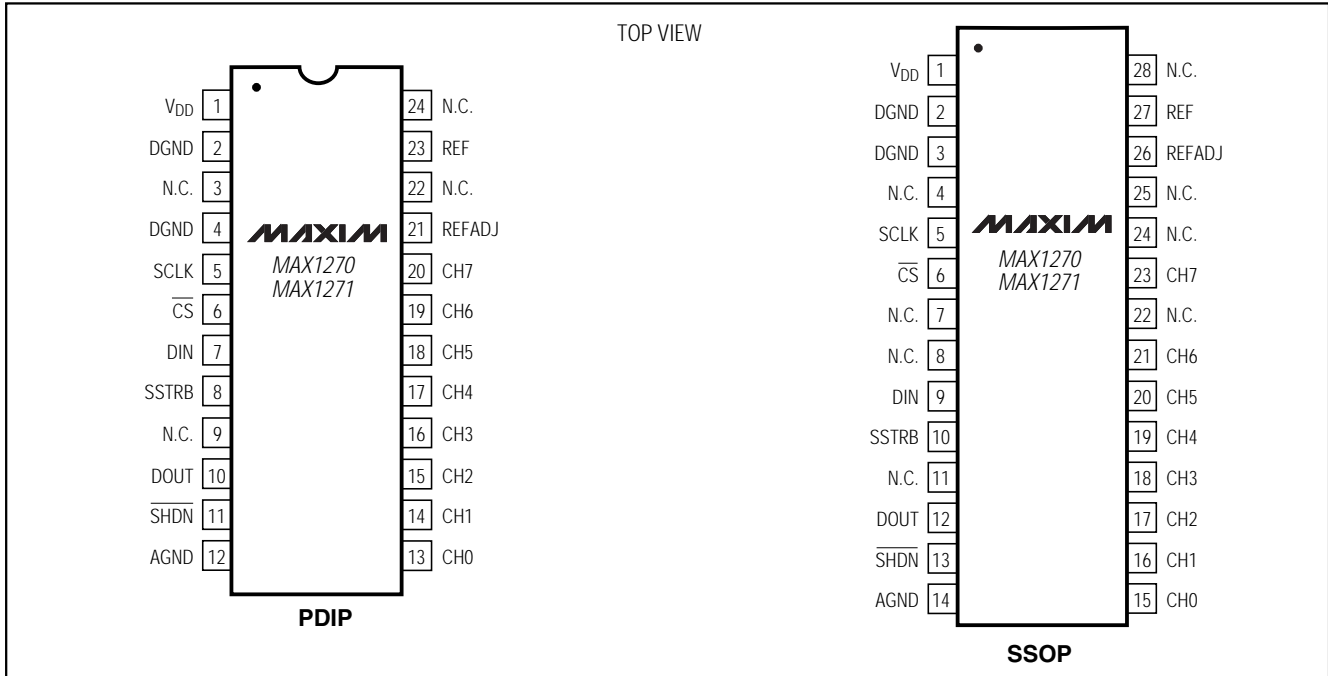 TOP VIEW
VDD 1
DGND 2
N.C. 3
DGND 4
SCLK 5
CS 6
DIN 7
SSTRB 8
N.C. 9
DOUT 10
SHDN 11
AGND 12
MAXIM
MAX1270
MAX1271
24 N.C.
23 REF
22 N.C.
21 REFADJ
20 CH7
19 CH6
18 CH5
17 CH4
16 CH3
15 CH2
14 CH1
13 CH0
PDIP
VDD 1
DGND 2
DGND 3
N.C. 4
SCLK 5
CS 6
N.C. 7
N.C. 8
DIN 9
SSTRB 10
N.C. 11
DOUT 12
SHDN 13
AGND 14
MAXIM
MAX1270
MAX1271
28 N.C.
27 REF
26 REFADJ
25 N.C.
24 N.C.
23 CH7
22 N.C.
21 CH6
20 CH5
19 CH4
18 CH3
17 CH2
16 CH1
15 CH0
SSOP